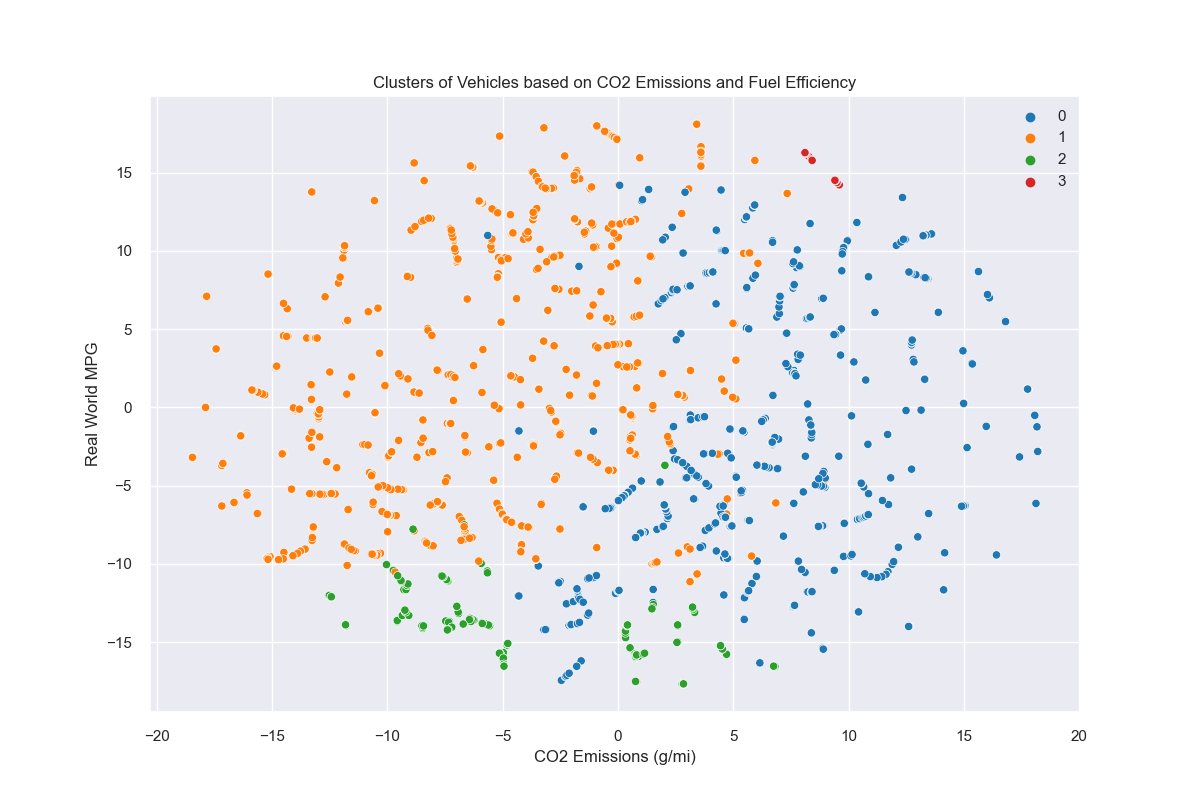 Clusters of Vehicles based on CO2 Emissions and Fuel Efficiency
0
1
2
3
15
10
5
0
−5
−10
−15
Real World MPG
−20 −15 −10 −5 0 5 10 15 20
CO2 Emissions (g/mi)